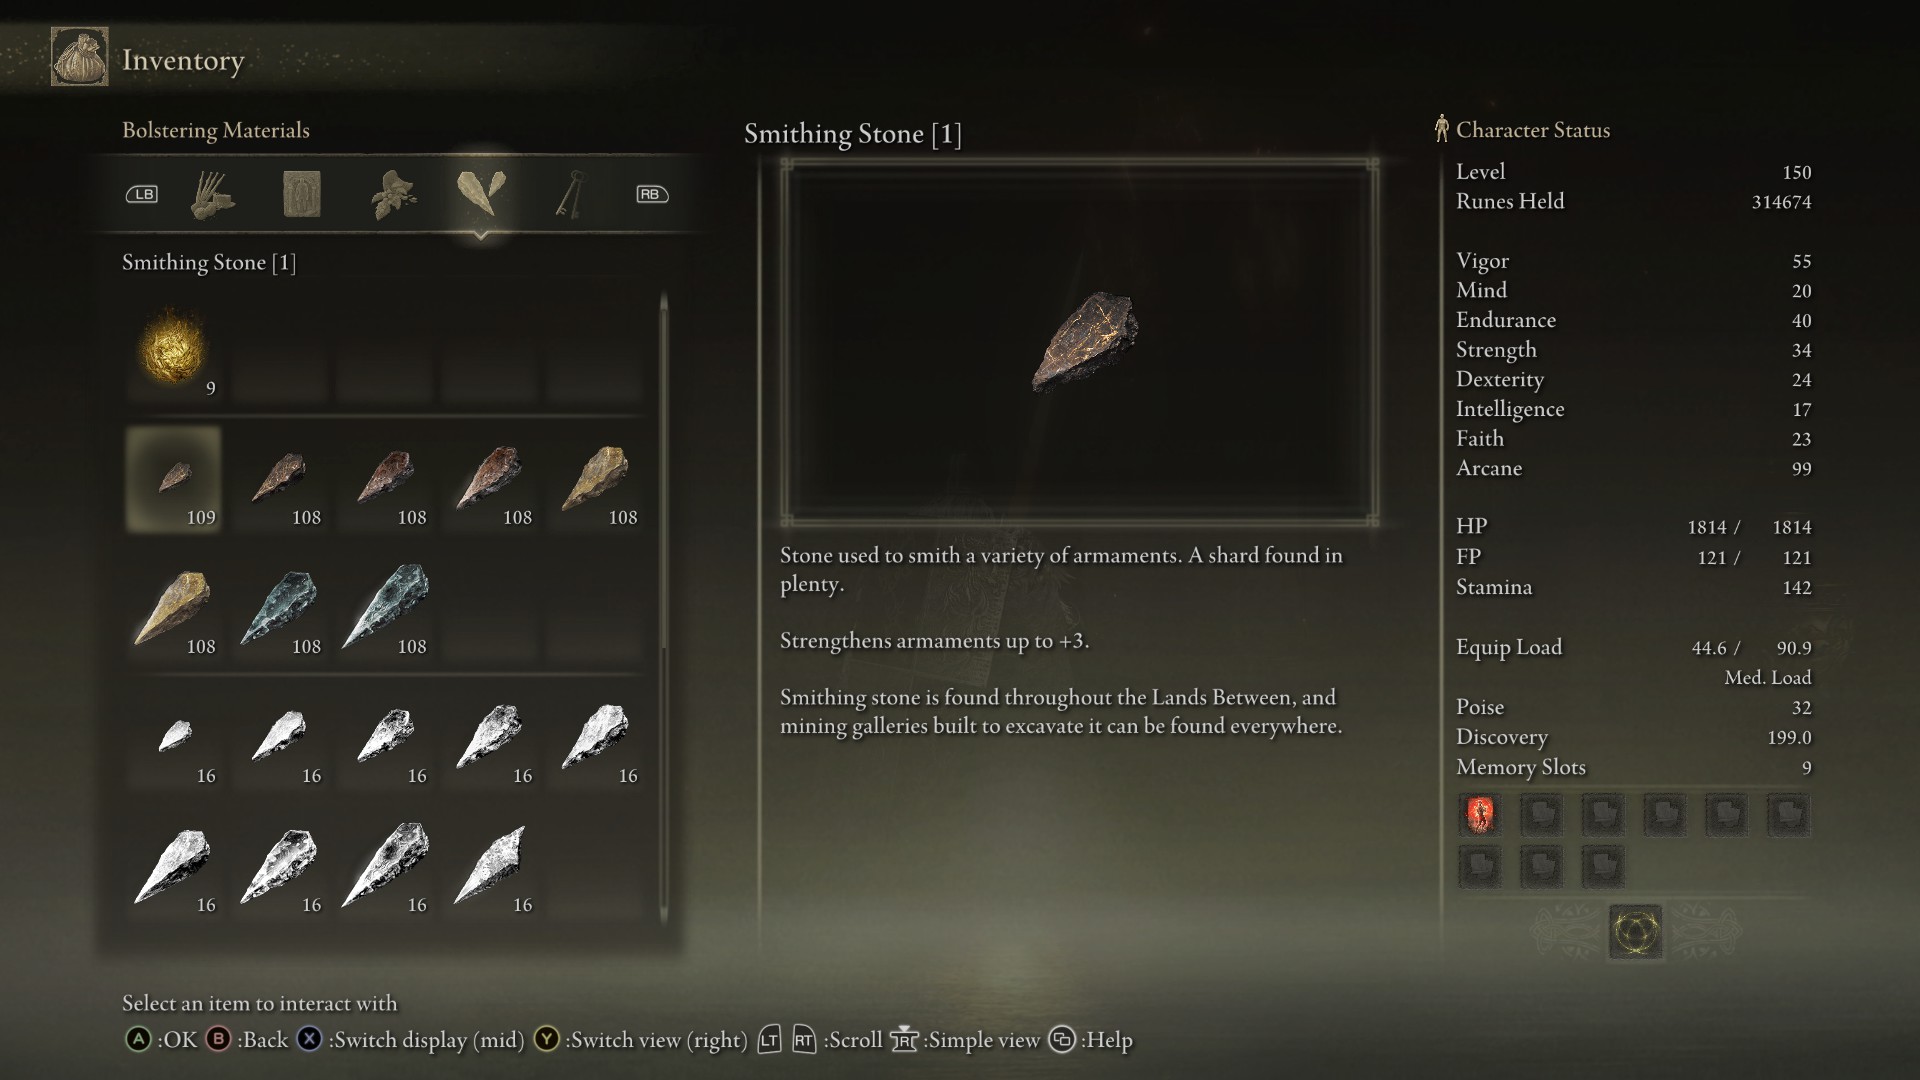 Inventory
Bolstering Materials
LB
RB
Smithing Stone [1]
9
109 108 108 108 108
108 108 108
16 16 16 16 16
16 16 16 16
Smithing Stone [1]
Stone used to smith a variety of armaments. A shard found in
plenty.
Strengthens armaments up to +3.
Smithing stone is found throughout the Lands Between, and
mining galleries built to excavate it can be found everywhere.
Character Status
Level 150
Runes Held 314674
Vigor 55
Mind 20
Endurance 40
Strength 34
Dexterity 24
Intelligence 17
Faith 23
Arcane 99
HP 1814 / 1814
FP 121 / 121
Stamina 142
Equip Load 44.6 / 90.9
Med. Load
Poise 32
Discovery 199.0
Memory Slots 9
Select an item to interact with
A :OK B :Back X :Switch display (mid) Y :Switch view (right) LT RT :Scroll R :Simple view :Help